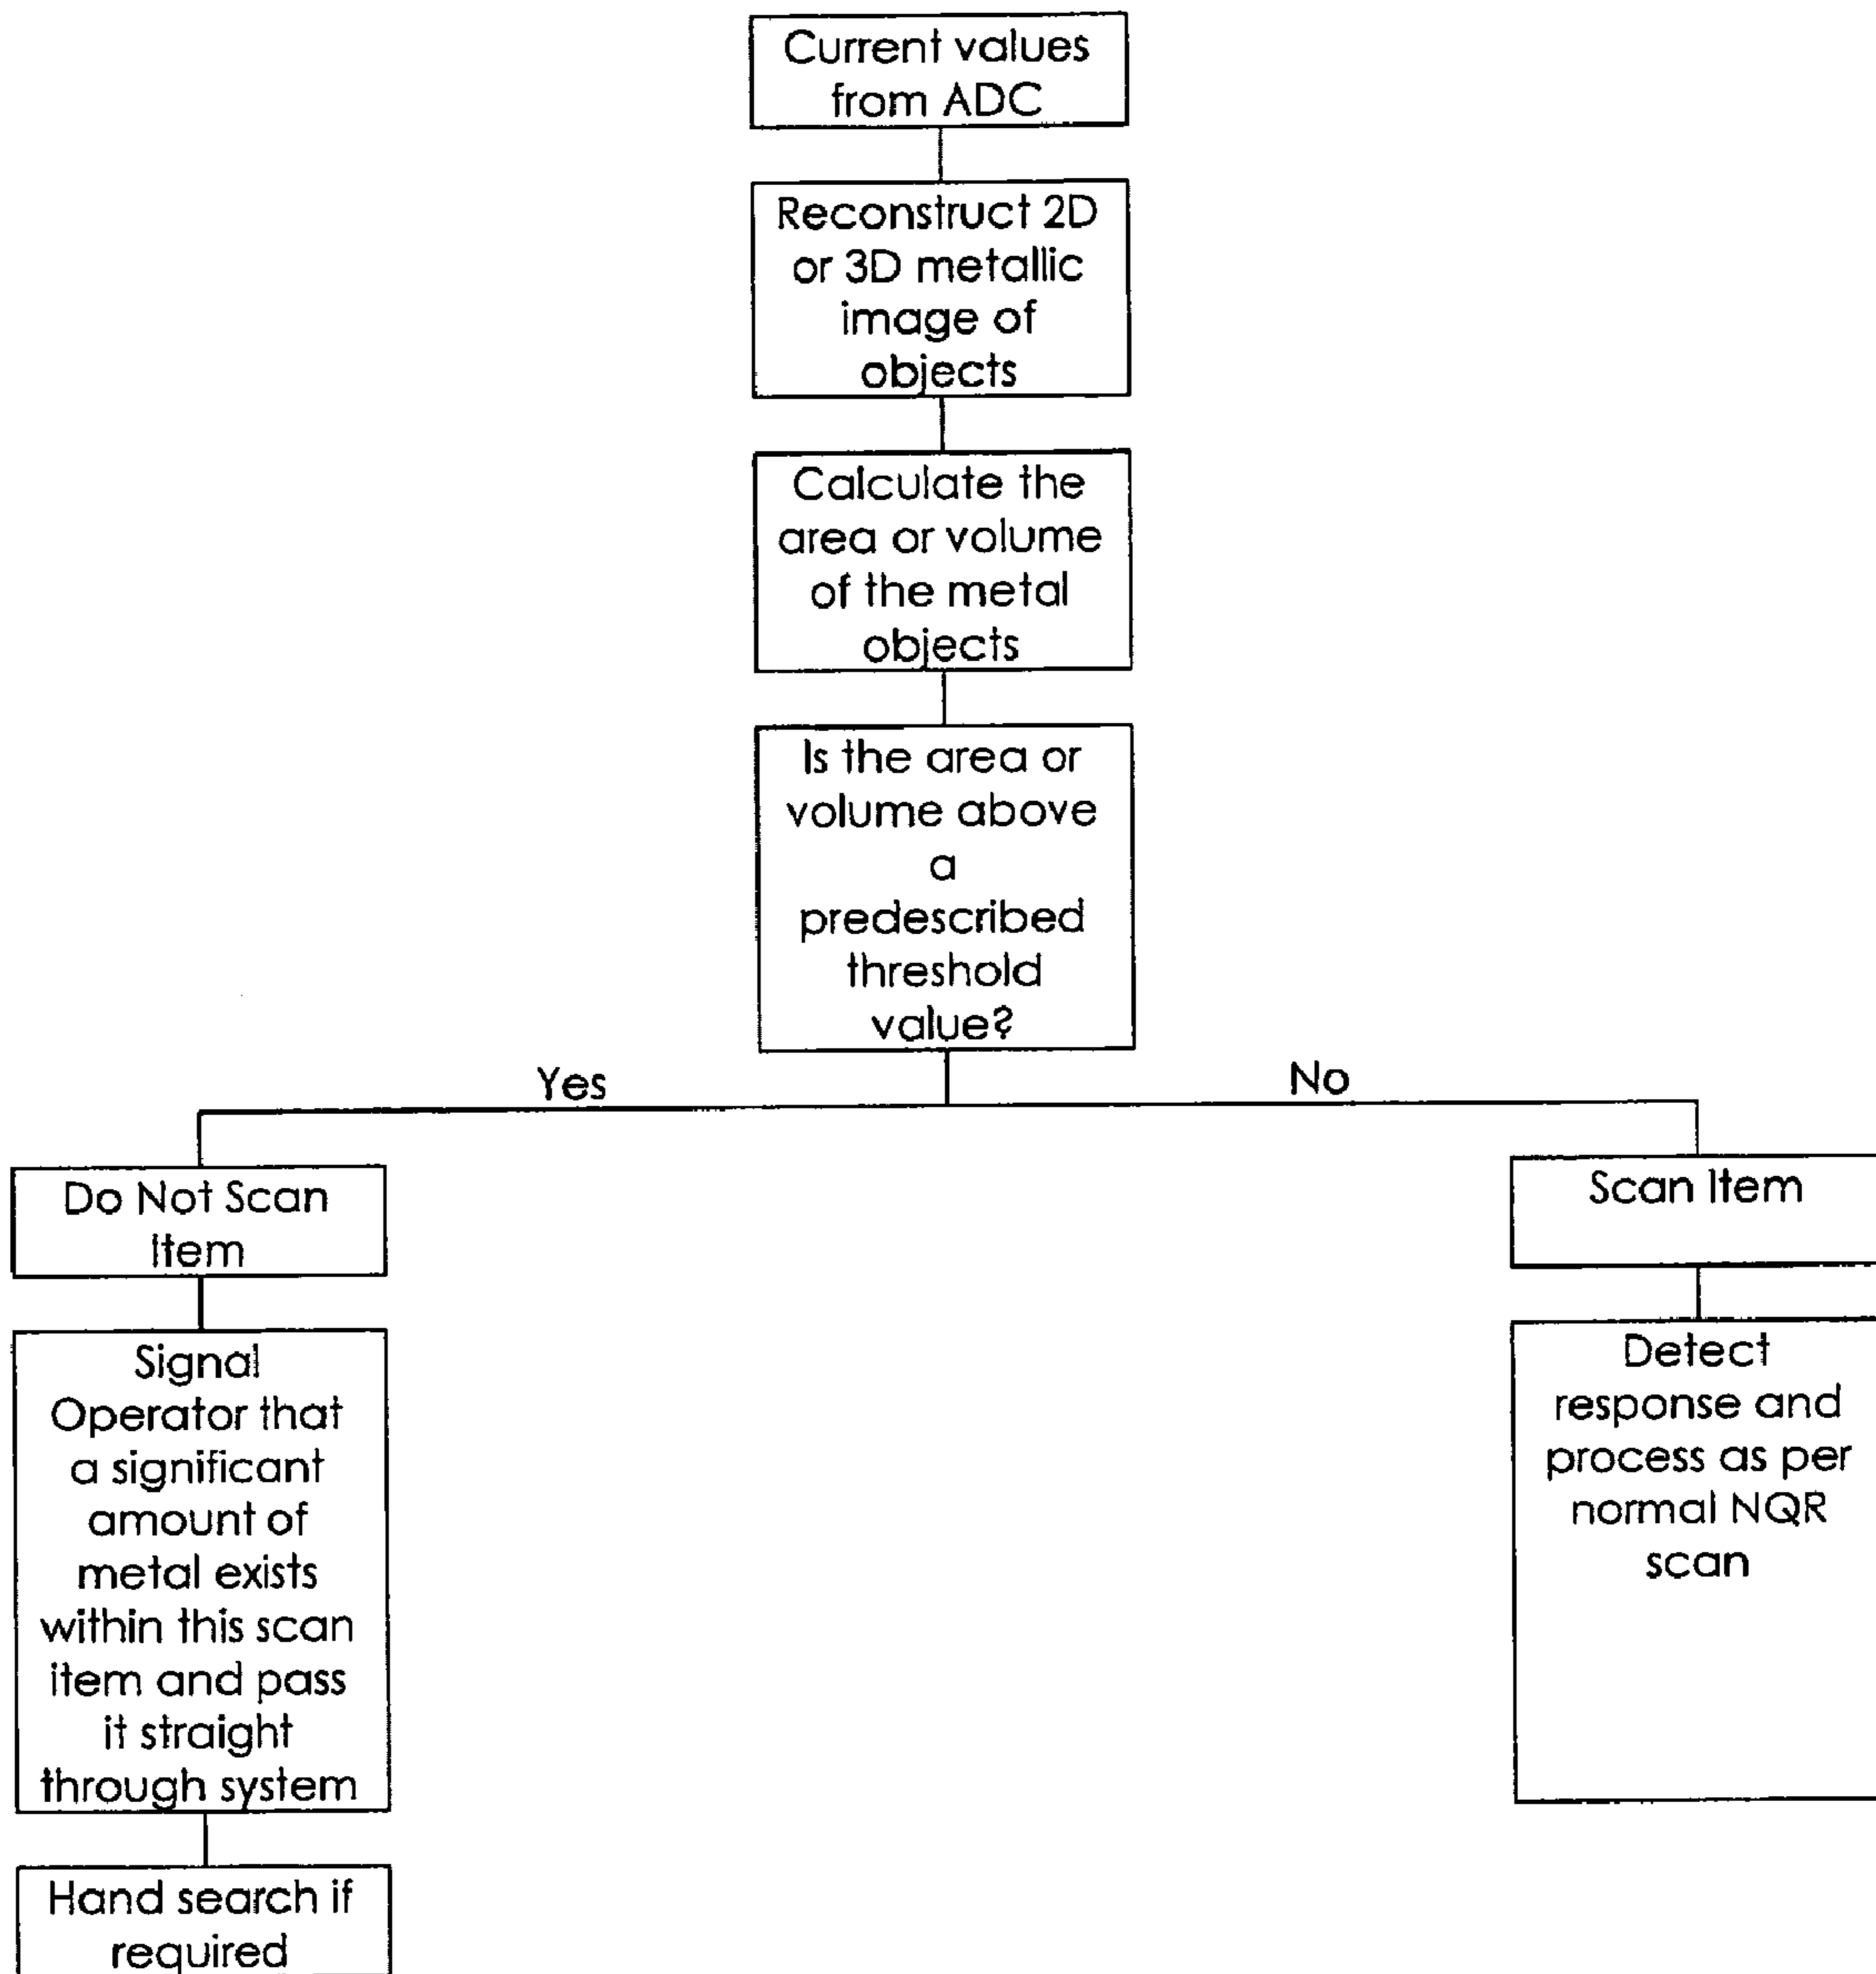 Current values
from ADC
Reconstruct 2D
or 3D metallic
image of
objects
Calculate the
area or volume
of the metal
objects
Is the area or
volume above
a
predescribed
threshold
value?
Yes
No
Do Not Scan
Item
Signal
Operator that
a significant
amount of
metal exists
within this scan
item and pass
it straight
through system
Hand search if
required
Scan Item
Detect
response and
process as per
normal NQR
scan